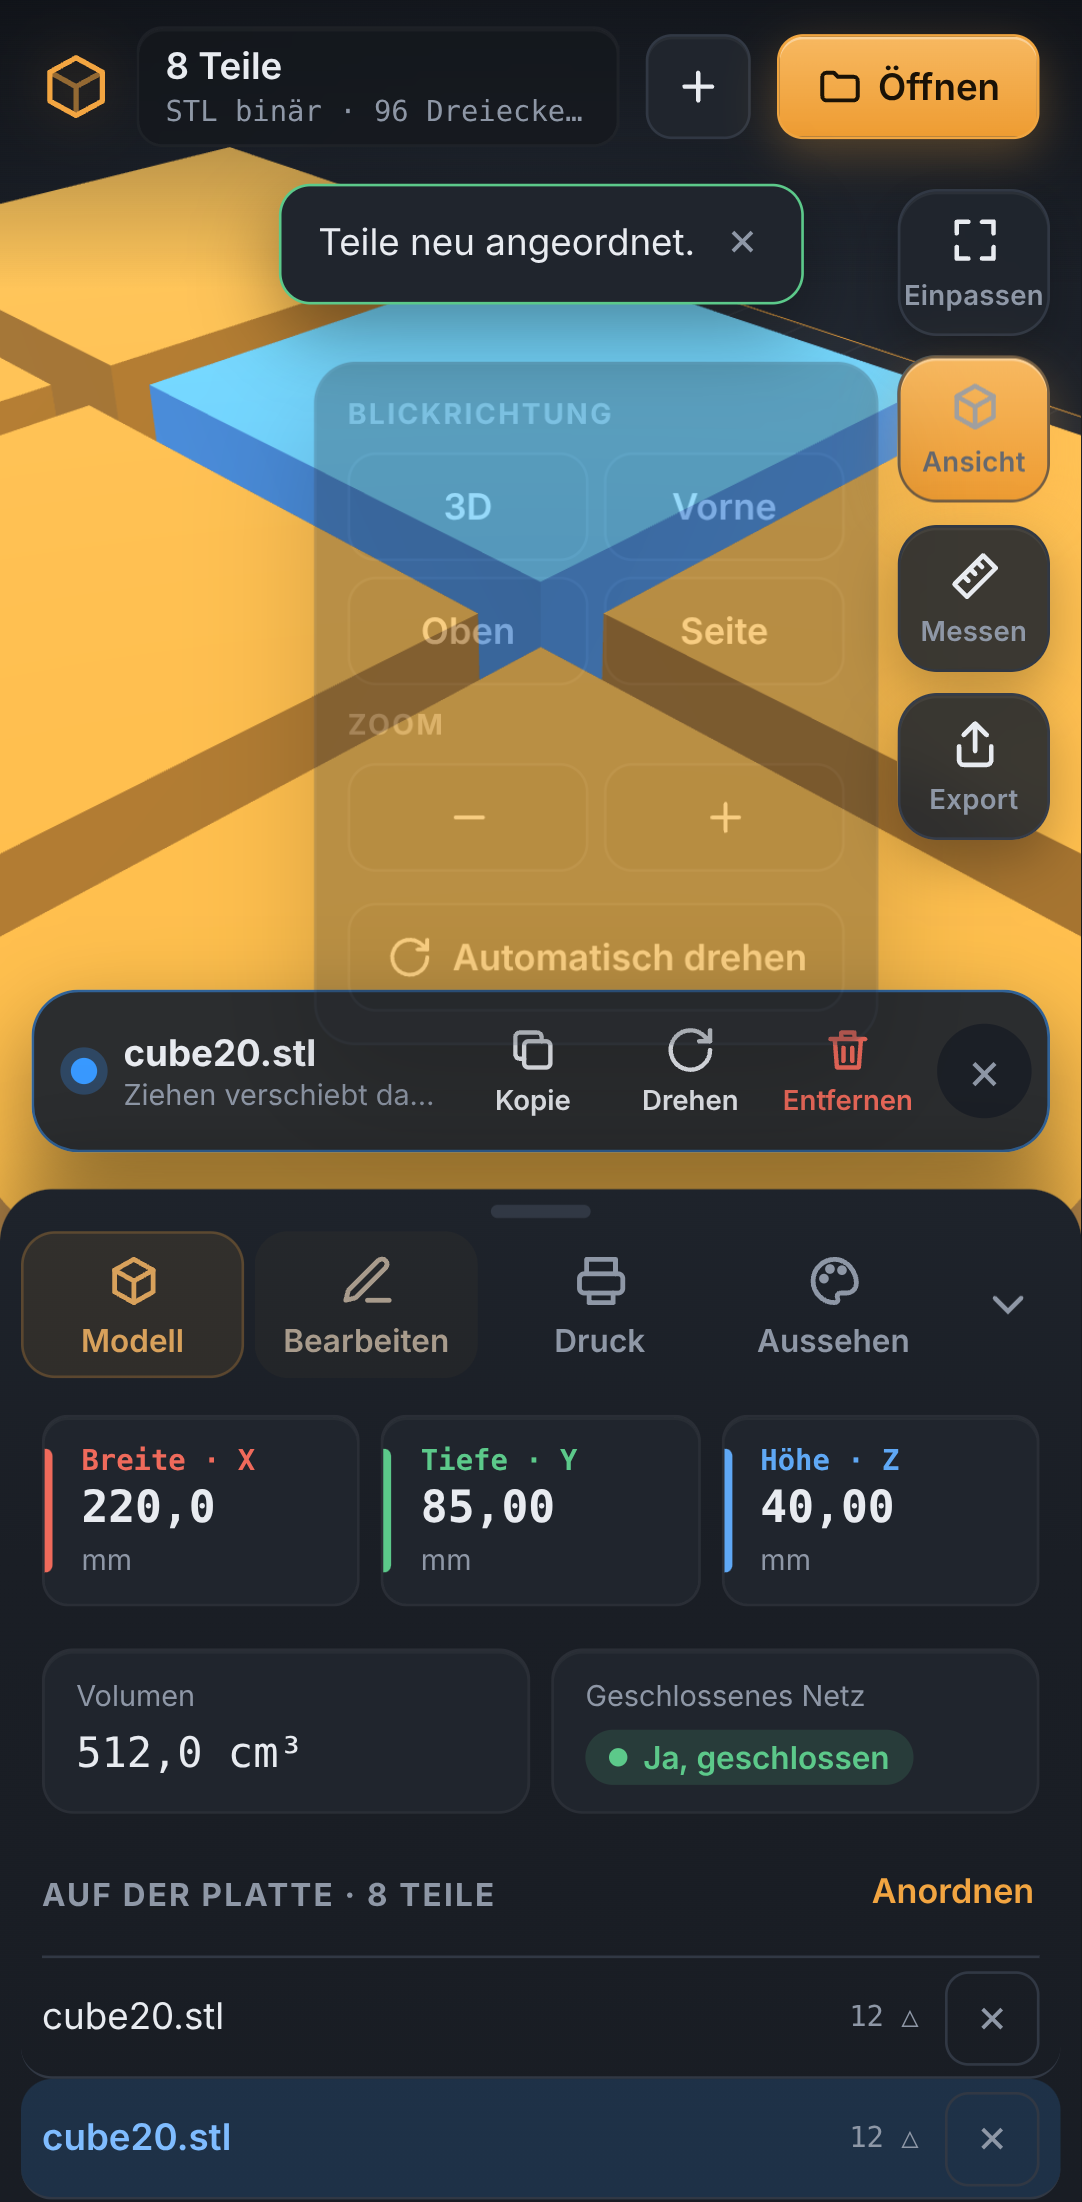 8 Teile
STL binär · 96 Dreiecke…
Öffnen
Teile neu angeordnet.
Einpassen
BLICKRICHTUNG
Ansicht
3D
Vorne
Oben
Seite
Messen
ZOOM
Export
Automatisch drehen
cube20.stl
Ziehen verschiebt da…
Kopie
Drehen
Entfernen
Modell
Bearbeiten
Druck
Aussehen
Breite · X
220,0
mm
Tiefe · Y
85,00
mm
Höhe · Z
40,00
mm
Volumen
512,0 cm³
Geschlossenes Netz
Ja, geschlossen
AUF DER PLATTE · 8 TEILE
Anordnen
cube20.stl
12 △
cube20.stl
12 △